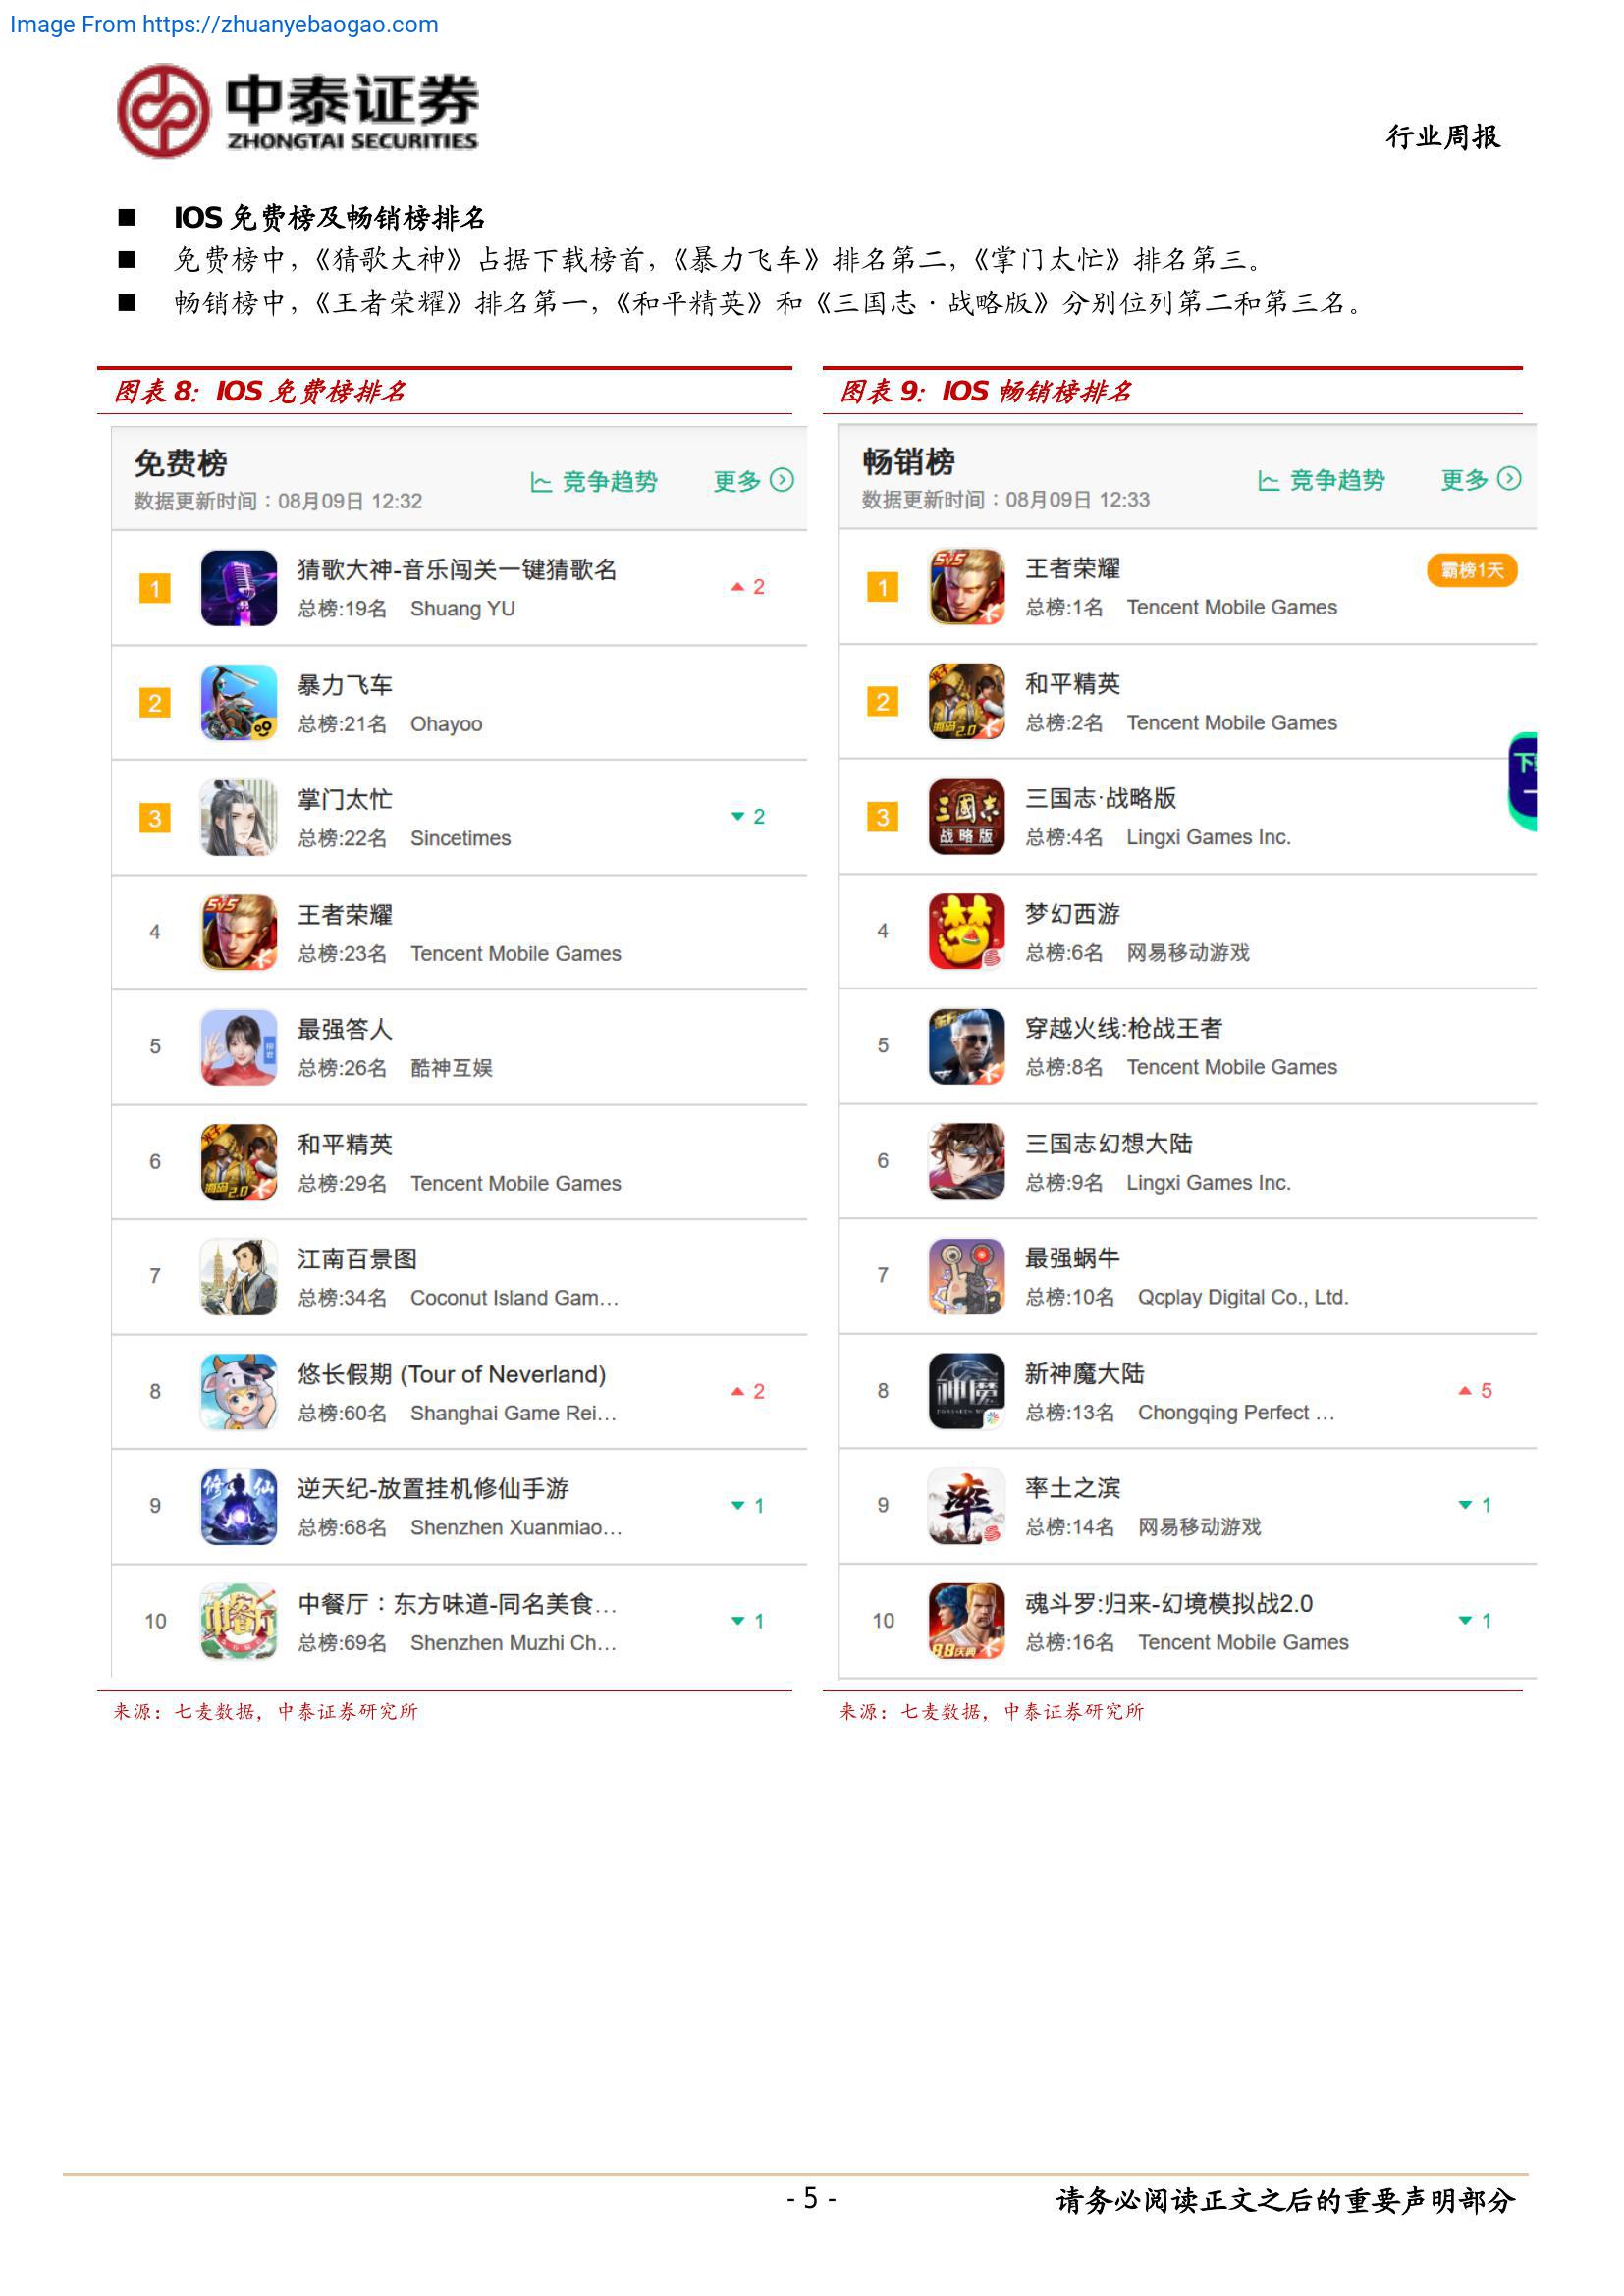 Image From https://zhuanyebaogao.com
中泰证券
ZHONGTAI SECURITIES
行业周报
■ IOS 免费榜及畅销榜排名
■ 免费榜中，《猜歌大神》占据下载榜首，《暴力飞车》排名第二，《掌门太忙》排名第三。
■ 畅销榜中，《王者荣耀》排名第一，《和平精英》和《三国志·战略版》分别位列第二和第三名。
图表 8：IOS 免费榜排名
免费榜
竞争趋势 更多
数据更新时间：08月09日 12:32
1 猜歌大神-音乐闯关一键猜歌名 ▲ 2
总榜:19名 Shuang YU
2 暴力飞车
总榜:21名 Ohayoo
3 掌门太忙 ▼ 2
总榜:22名 Sincetimes
5v5
4 王者荣耀
总榜:23名 Tencent Mobile Games
5 最强答人
总榜:26名 酷神互娱
6 和平精英
总榜:29名 Tencent Mobile Games
7 江南百景图
总榜:34名 Coconut Island Gam...
8 悠长假期 (Tour of Neverland) ▲ 2
总榜:60名 Shanghai Game Rei...
修仙
9 逆天纪-放置挂机修仙手游 ▼ 1
总榜:68名 Shenzhen Xuanmiao...
中餐厅
10 中餐厅：东方味道-同名美食... ▼ 1
总榜:69名 Shenzhen Muzhi Ch...
来源：七麦数据，中泰证券研究所
图表 9：IOS 畅销榜排名
畅销榜
竞争趋势 更多
数据更新时间：08月09日 12:33
5v5
1 王者荣耀 霸榜1天
总榜:1名 Tencent Mobile Games
2 和平精英
总榜:2名 Tencent Mobile Games
三國志
战略版
3 三国志·战略版
总榜:4名 Lingxi Games Inc.
梦
4 梦幻西游
总榜:6名 网易移动游戏
5 穿越火线:枪战王者
总榜:8名 Tencent Mobile Games
6 三国志幻想大陆
总榜:9名 Lingxi Games Inc.
7 最强蜗牛
总榜:10名 Qcplay Digital Co., Ltd.
神魔
8 新神魔大陆 ▲ 5
总榜:13名 Chongqing Perfect ...
率
9 率土之滨 ▼ 1
总榜:14名 网易移动游戏
8.8庆典
10 魂斗罗:归来-幻境模拟战2.0 ▼ 1
总榜:16名 Tencent Mobile Games
来源：七麦数据，中泰证券研究所
- 5 -
请务必阅读正文之后的重要声明部分